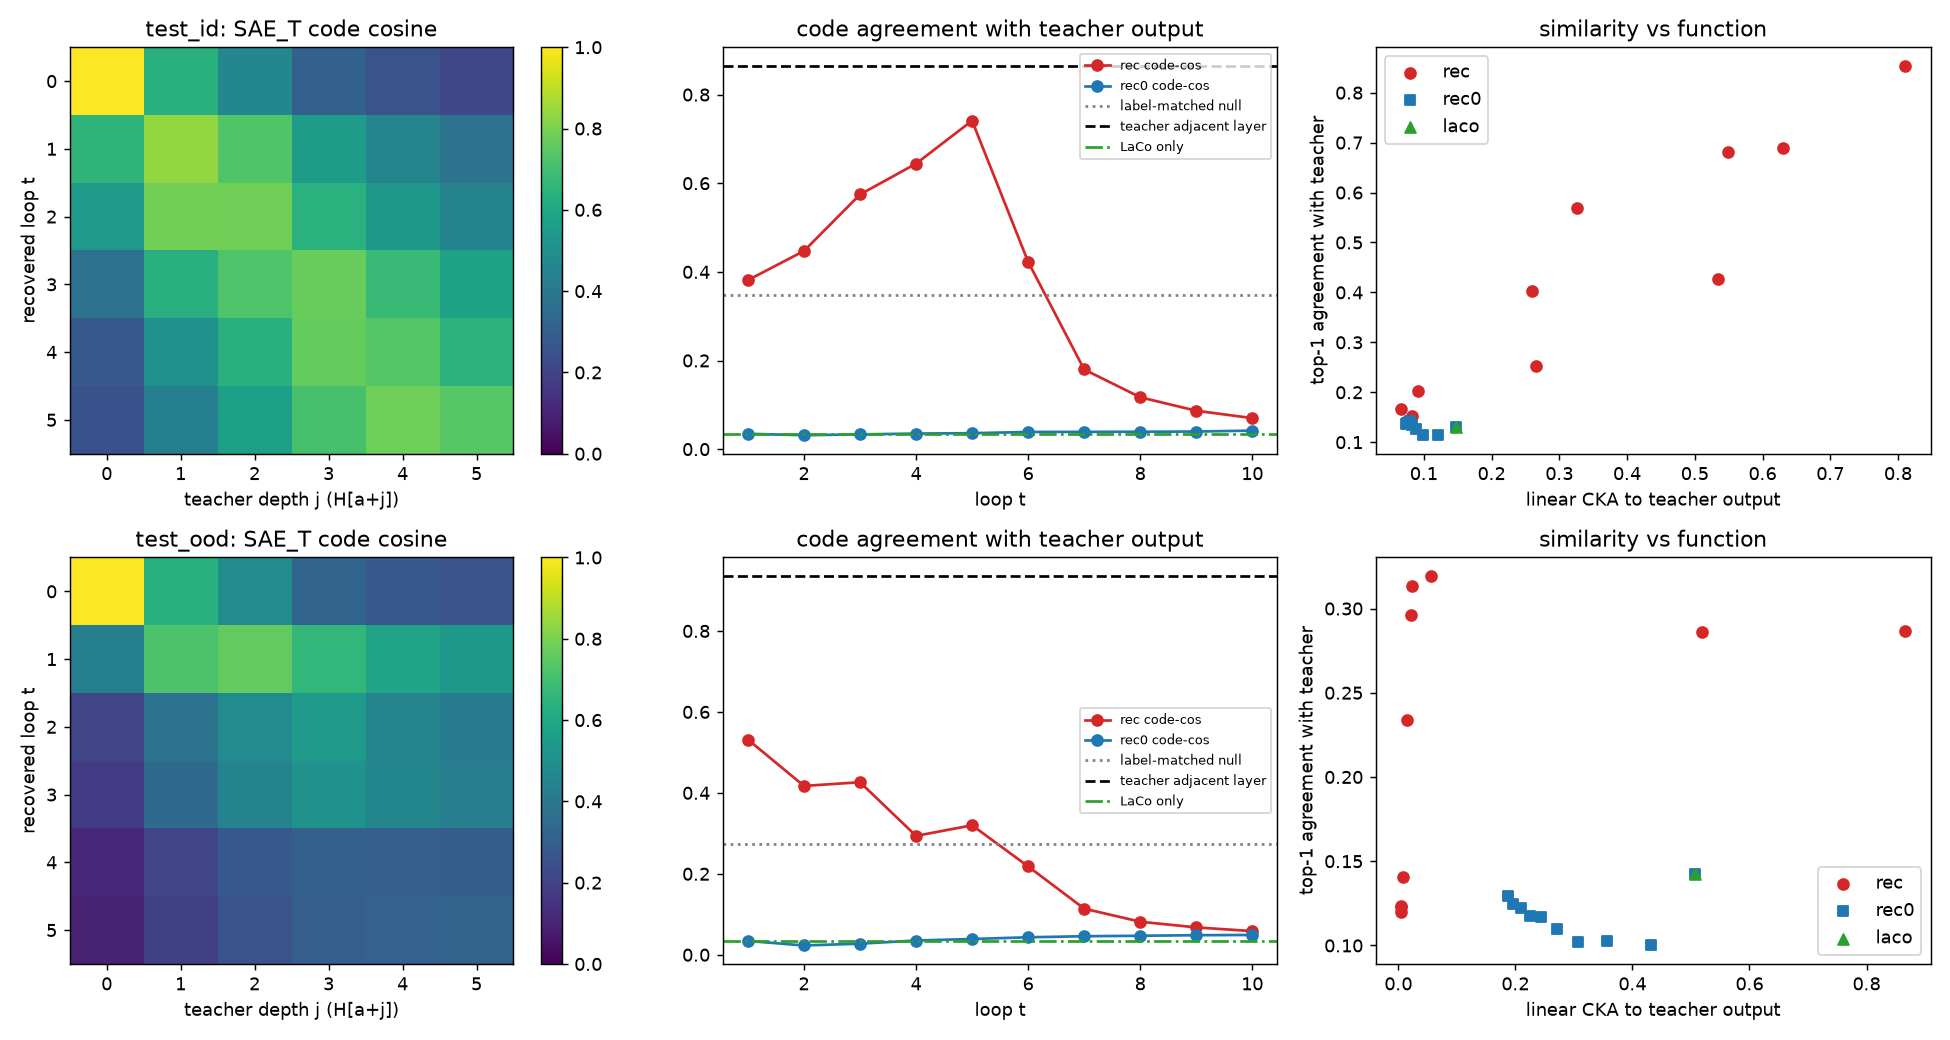 test_id: SAE_T code cosine
recovered loop t
0
1
2
3
4
5
0 1 2 3 4 5
teacher depth j (H[a+j])
1.0
0.8
0.6
0.4
0.2
0.0
code agreement with teacher output
0.8
0.6
0.4
0.2
0.0
rec code-cos
rec0 code-cos
label-matched null
teacher adjacent layer
LaCo only
2 4 6 8 10
loop t
similarity vs function
top-1 agreement with teacher
0.8
0.7
0.6
0.5
0.4
0.3
0.2
0.1
rec
rec0
laco
0.1 0.2 0.3 0.4 0.5 0.6 0.7 0.8
linear CKA to teacher output
test_ood: SAE_T code cosine
recovered loop t
0
1
2
3
4
5
0 1 2 3 4 5
teacher depth j (H[a+j])
1.0
0.8
0.6
0.4
0.2
0.0
code agreement with teacher output
0.8
0.6
0.4
0.2
0.0
rec code-cos
rec0 code-cos
label-matched null
teacher adjacent layer
LaCo only
2 4 6 8 10
loop t
similarity vs function
top-1 agreement with teacher
0.30
0.25
0.20
0.15
0.10
rec
rec0
laco
0.0 0.2 0.4 0.6 0.8
linear CKA to teacher output